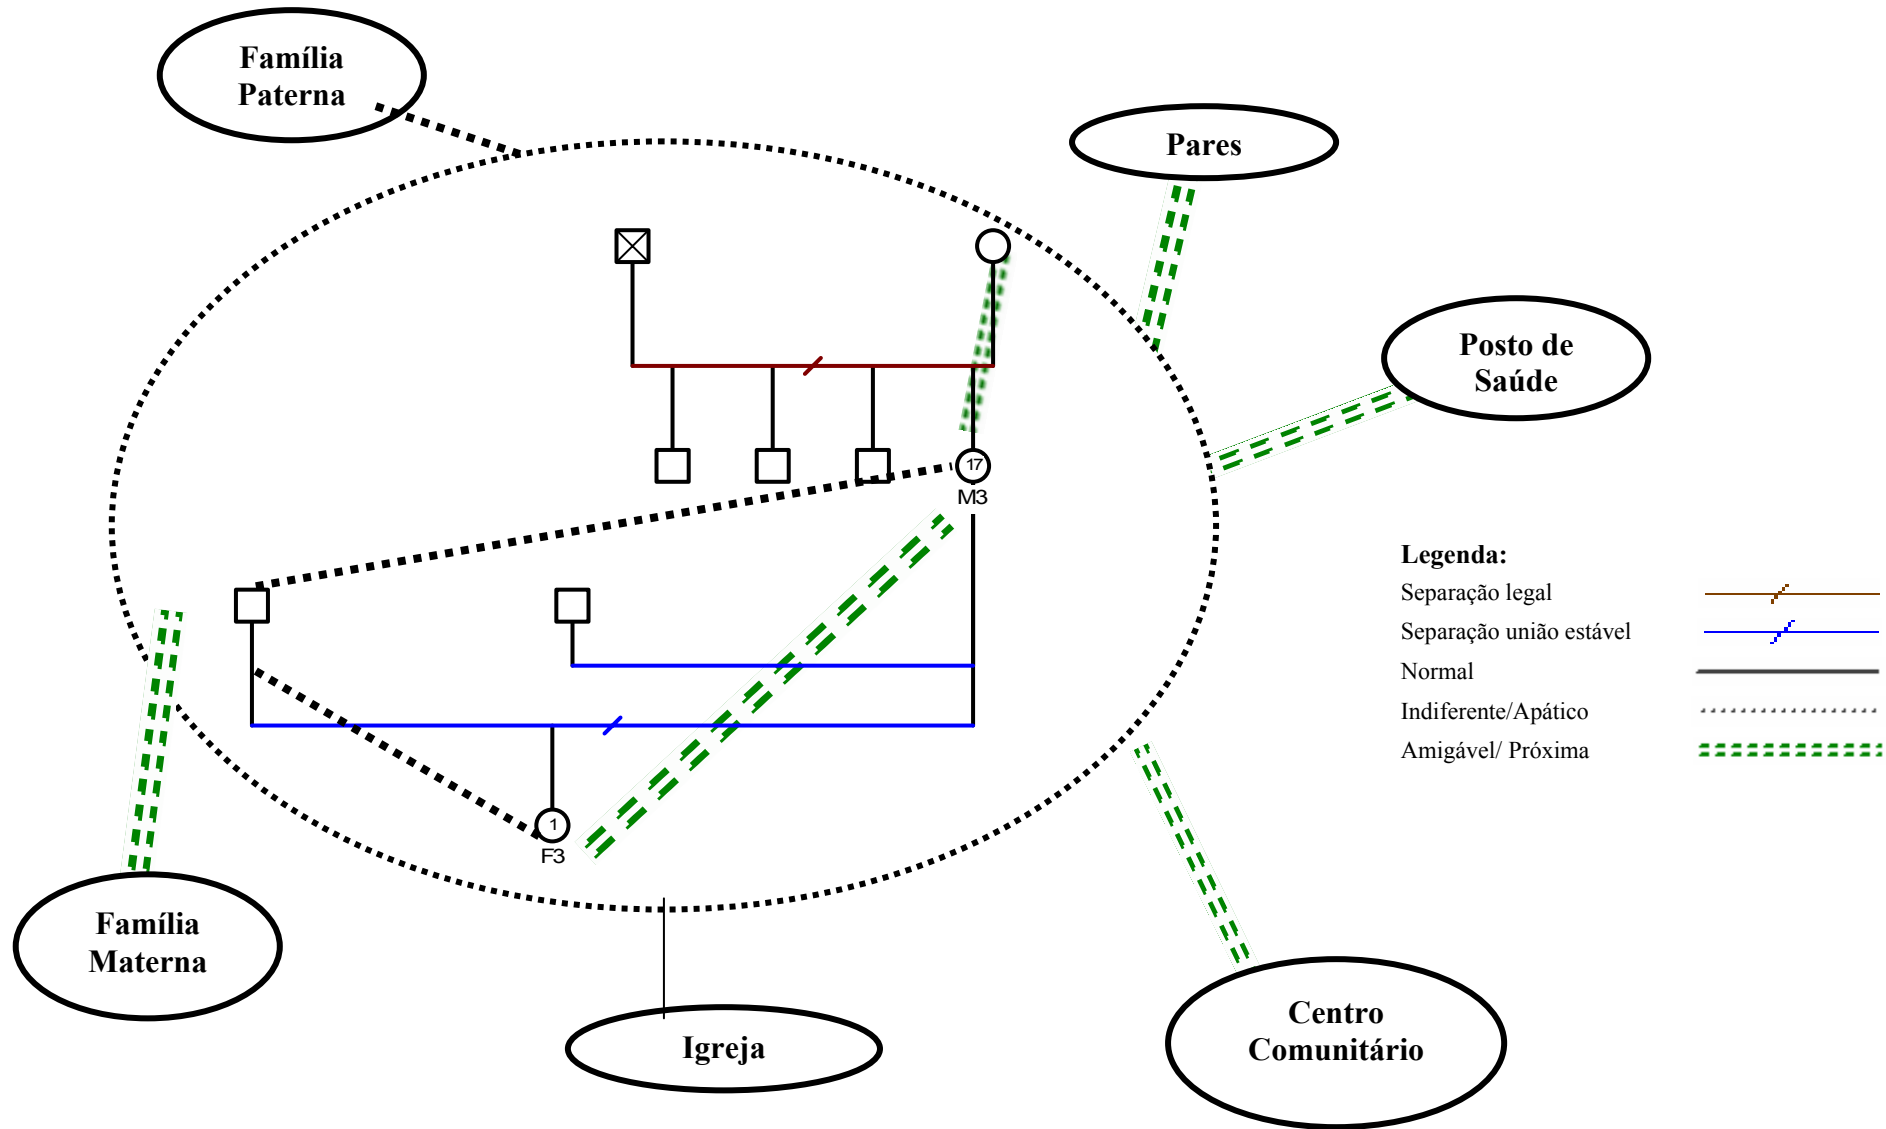 Família
Paterna
Pares
Posto de
Saúde
17
M3
Legenda:
Separação legal
Separação união estável
Normal
Indiferente/Apático
Amigável/ Próxima
1
F3
Família
Materna
Igreja
Centro
Comunitário